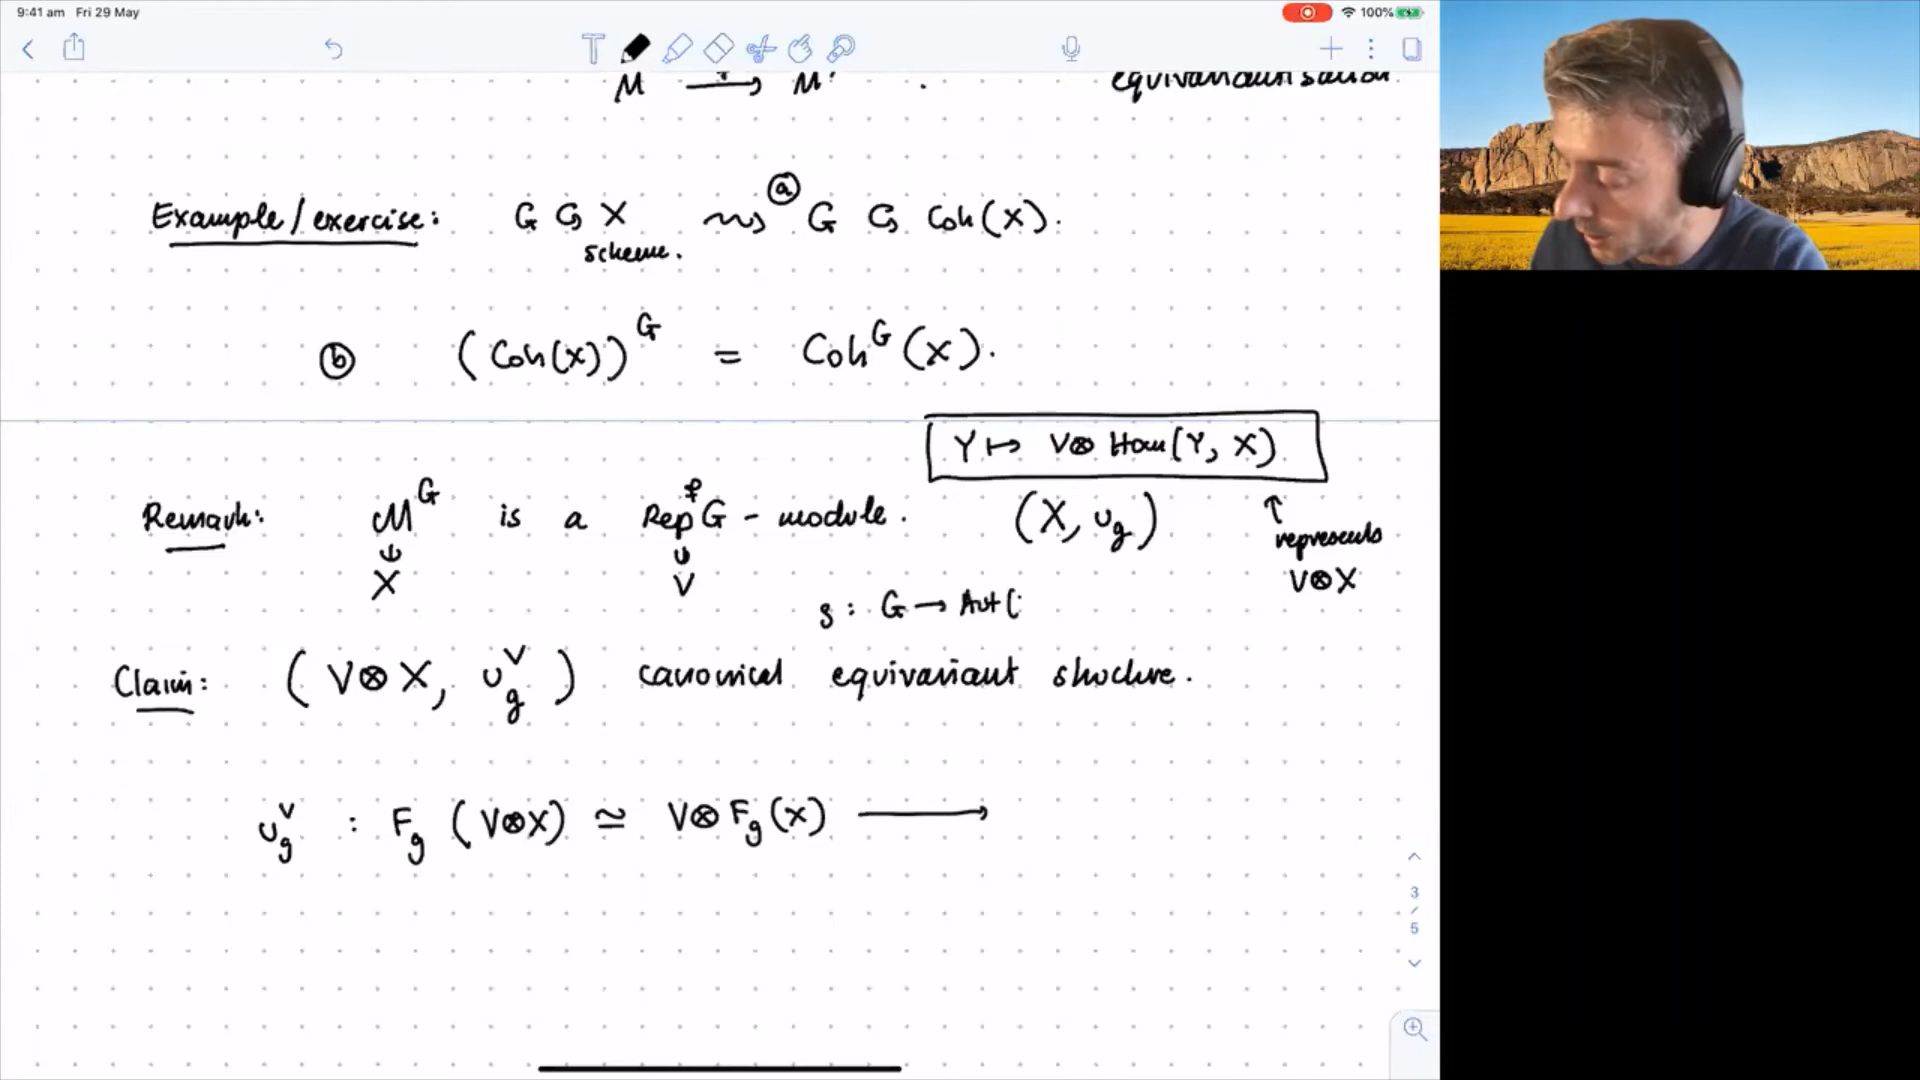 9:41 am Fri 29 May 100%
M → M' . equivariantisation.
Example/exercise: G ↻ X ⇝ ⓐ G ↻ Coh(X).
scheme.
ⓑ (Coh(X))^G = Coh^G(X).
Y ↦ V⊗ Hom(Y, X)
Remark: M^G is a Rep^f G - module. (X, u_g) ↑
represents
X V V⊗X
ρ: G → Aut(
Claim: (V⊗X, u_g^V) canonical equivariant structure.
u_g^V : F_g (V⊗X) ≃ V⊗F_g(X) ⟶
3
/
5